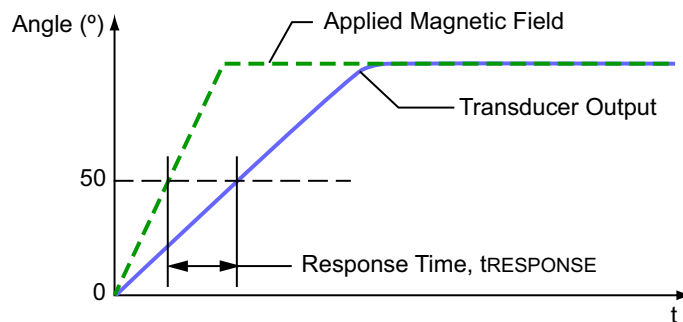 Angle (º)
Applied Magnetic Field
Transducer Output
50
Response Time, tRESPONSE
0
t